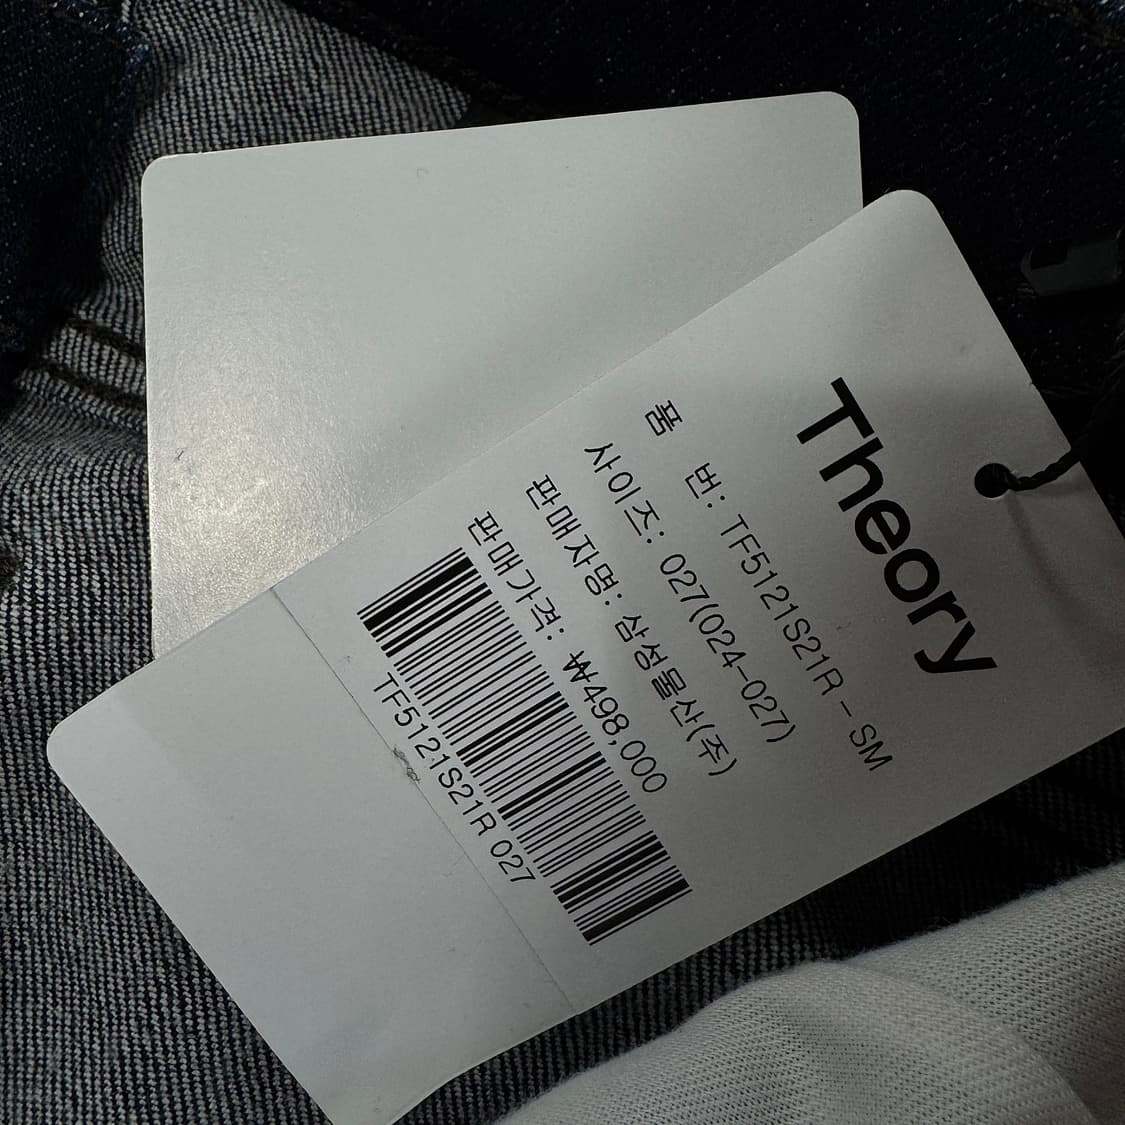 Theory
품 번: TF5121S21R - SM
사이즈: 027(024-027)
판매자명: 삼성물산(주)
판매가격: ₩498,000
TF5121S21R 027